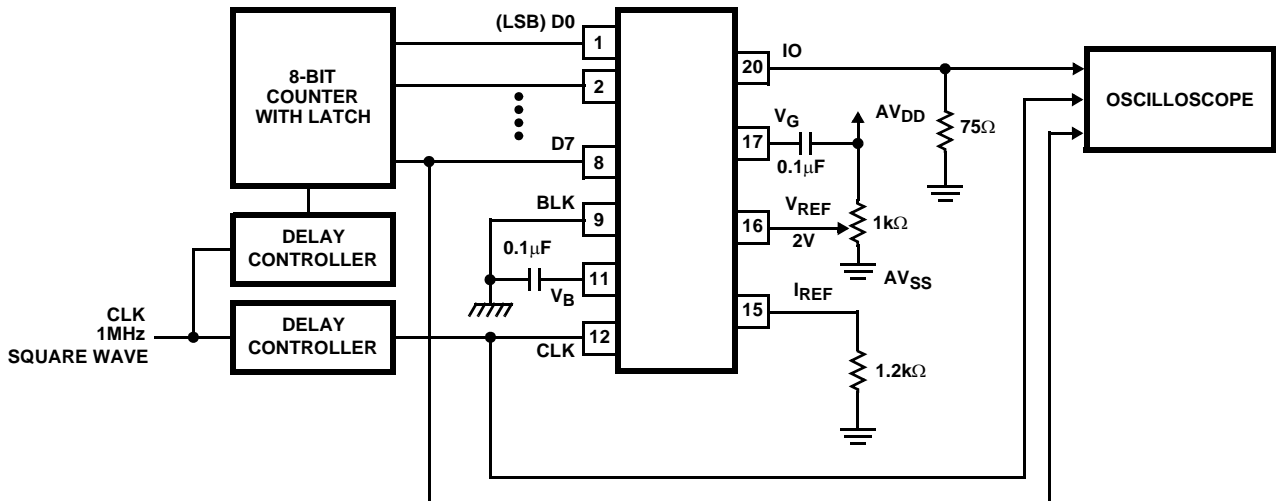 8-BIT
COUNTER
WITH LATCH
DELAY
CONTROLLER
DELAY
CONTROLLER
CLK
1MHz
SQUARE WAVE
(LSB) D0
1
2
D7
8
BLK
9
0.1μF
11
V_B
12
CLK
20
IO
17
V_G
0.1μF
AV_DD
16
V_REF
2V
1kΩ
AV_SS
15
I_REF
1.2kΩ
75Ω
OSCILLOSCOPE